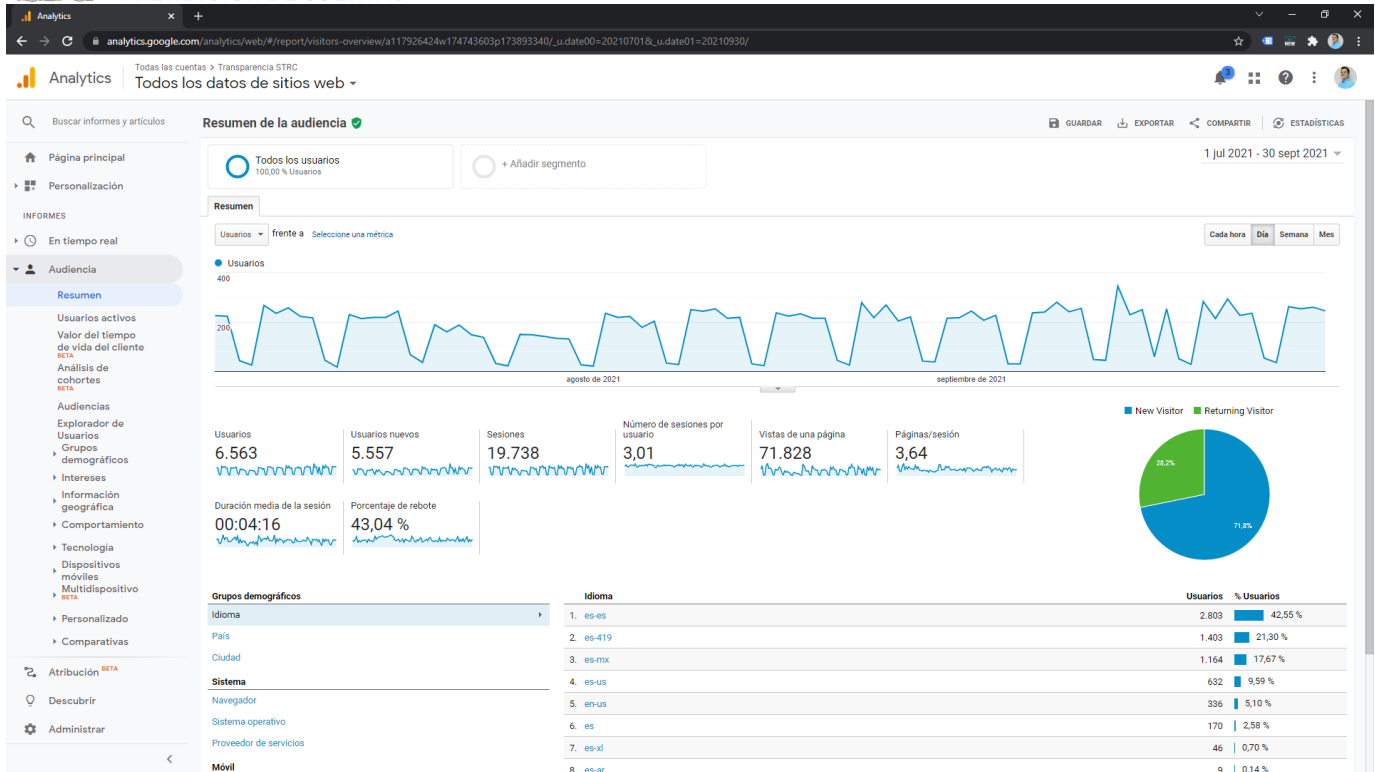 Analytics
analytics.google.com/analytics/web/#/report/visitors-overview/a117926424w174743603p173893340/_u.date00=20210701&_u.date01=20210930/
NEW
Analytics
Todas las cuentas > Transparencia STRC
Todos los datos de sitios web
3
Buscar informes y artículos
Página principal
Personalización
INFORMES
En tiempo real
Audiencia
Resumen
Usuarios activos
Valor del tiempo
de vida del cliente
BETA
Análisis de
cohortes
BETA
Audiencias
Explorador de
Usuarios
Grupos
demográficos
Intereses
Información
geográfica
Comportamiento
Tecnología
Dispositivos
móviles
Multidispositivo
BETA
Personalizado
Comparativas
Atribución BETA
Descubrir
Administrar
Resumen de la audiencia
GUARDAR
EXPORTAR
COMPARTIR
ESTADÍSTICAS
Todos los usuarios
100,00 % Usuarios
+ Añadir segmento
1 jul 2021 - 30 sept 2021
Resumen
Usuarios frente a Seleccione una métrica
Cada hora Día Semana Mes
Usuarios
400
200
agosto de 2021
septiembre de 2021
New Visitor Returning Visitor
28,2%
71,8%
Usuarios
6.563
Usuarios nuevos
5.557
Sesiones
19.738
Número de sesiones por
usuario
3,01
Vistas de una página
71.828
Páginas/sesión
3,64
Duración media de la sesión
00:04:16
Porcentaje de rebote
43,04 %
Grupos demográficos
Idioma
País
Ciudad
Sistema
Navegador
Sistema operativo
Proveedor de servicios
Móvil
Idioma Usuarios % Usuarios
1. es-es 2.803 42,55 %
2. es-419 1.403 21,30 %
3. es-mx 1.164 17,67 %
4. es-us 632 9,59 %
5. en-us 336 5,10 %
6. es 170 2,58 %
7. es-xl 46 0,70 %
8. es-ar 9 0,14 %